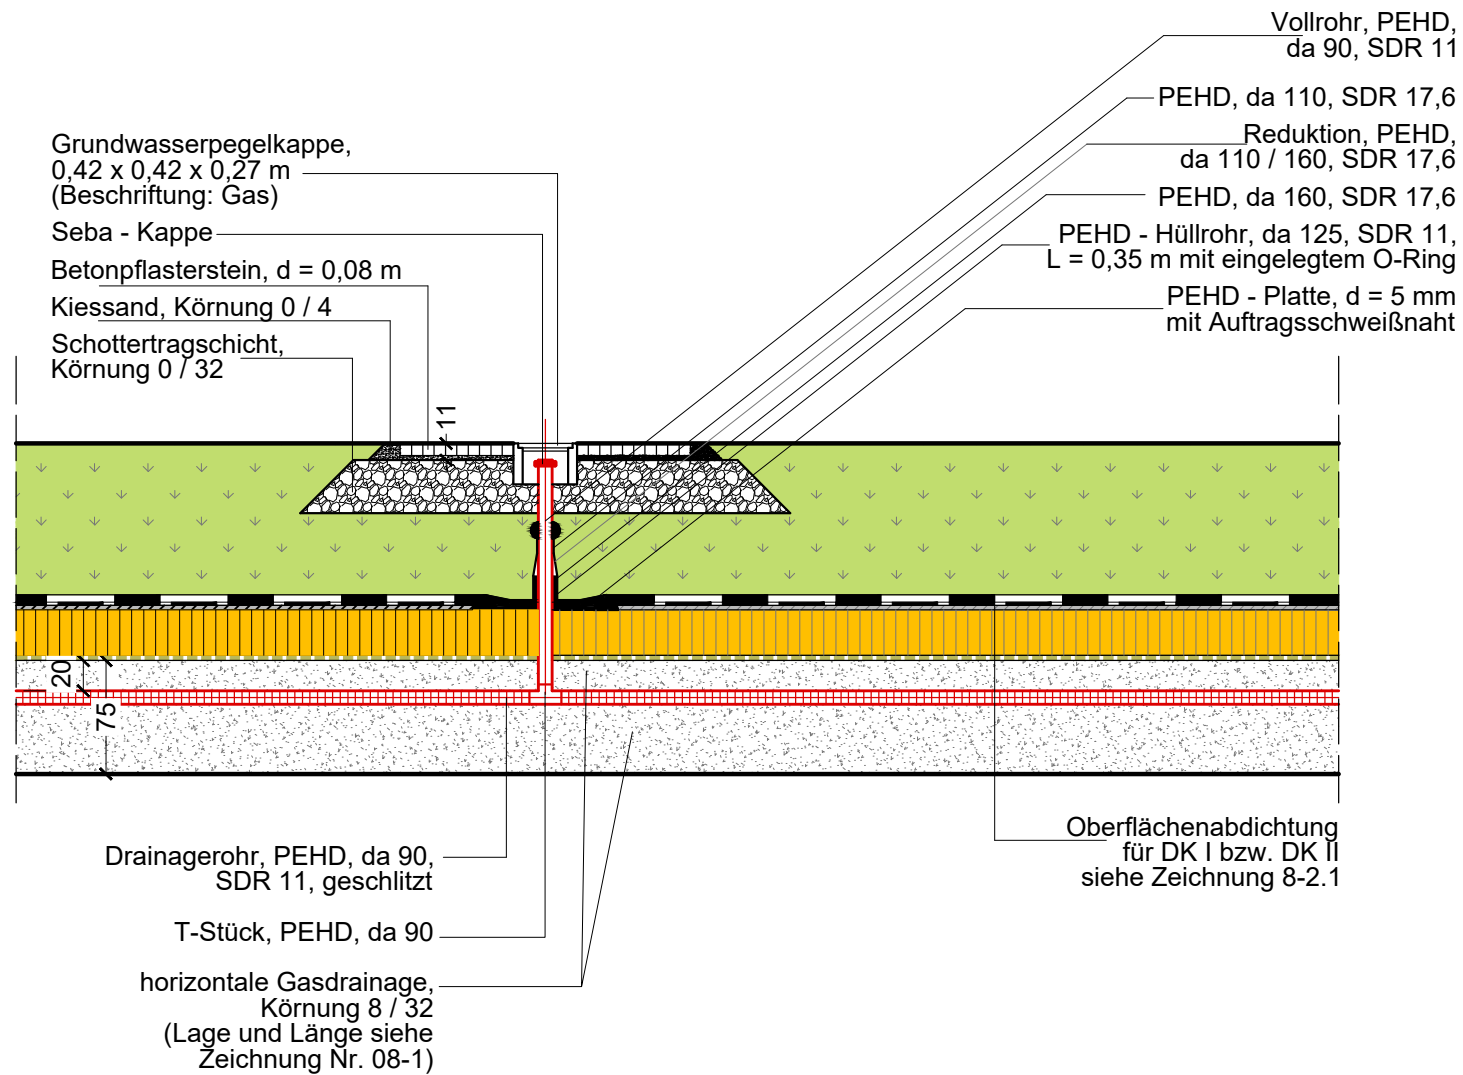 Vollrohr, PEHD,
da 90, SDR 11
PEHD, da 110, SDR 17,6
Reduktion, PEHD,
da 110 / 160, SDR 17,6
PEHD, da 160, SDR 17,6
PEHD - Hüllrohr, da 125, SDR 11,
L = 0,35 m mit eingelegtem O-Ring
PEHD - Platte, d = 5 mm
mit Auftragsschweißnaht
Grundwasserpegelkappe,
0,42 x 0,42 x 0,27 m
(Beschriftung: Gas)
Seba - Kappe
Betonpflasterstein, d = 0,08 m
Kiessand, Körnung 0 / 4
Schottertragschicht,
Körnung 0 / 32
11
20
75
Drainagerohr, PEHD, da 90,
SDR 11, geschlitzt
T-Stück, PEHD, da 90
horizontale Gasdrainage,
Körnung 8 / 32
(Lage und Länge siehe
Zeichnung Nr. 08-1)
Oberflächenabdichtung
für DK I bzw. DK II
siehe Zeichnung 8-2.1